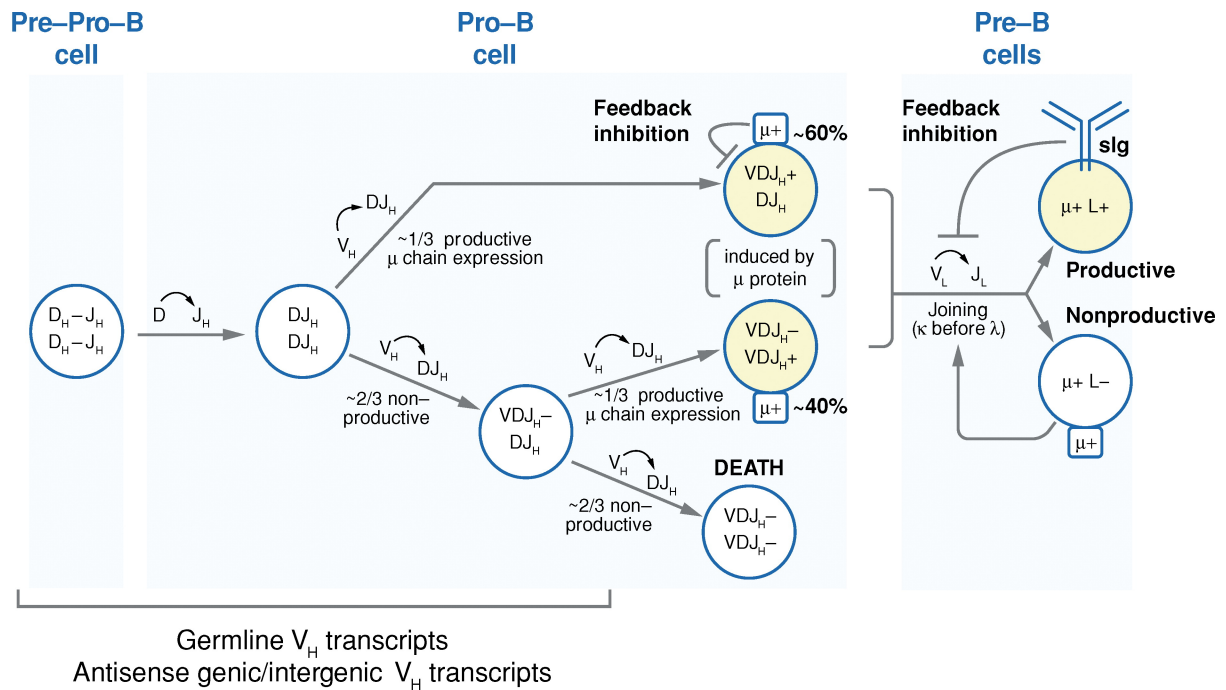 Pre–Pro–B
cell
Pro–B
cell
Pre–B
cells
Feedback
inhibition
μ+
~60%
VDJH+
DJH
VH
DJH
~1/3 productive
μ chain expression
induced by
μ protein
DH–JH
DH–JH
D
JH
DJH
DJH
VH
DJH
~2/3 non–
productive
VDJH–
DJH
VH
DJH
~1/3 productive
μ chain expression
VDJH–
VDJH+
μ+
~40%
VH
DJH
~2/3 non–
productive
DEATH
VDJH–
VDJH–
Feedback
inhibition
sIg
μ+ L+
Productive
VL
JL
Joining
(κ before λ)
Nonproductive
μ+ L–
μ+
Germline VH transcripts
Antisense genic/intergenic VH transcripts